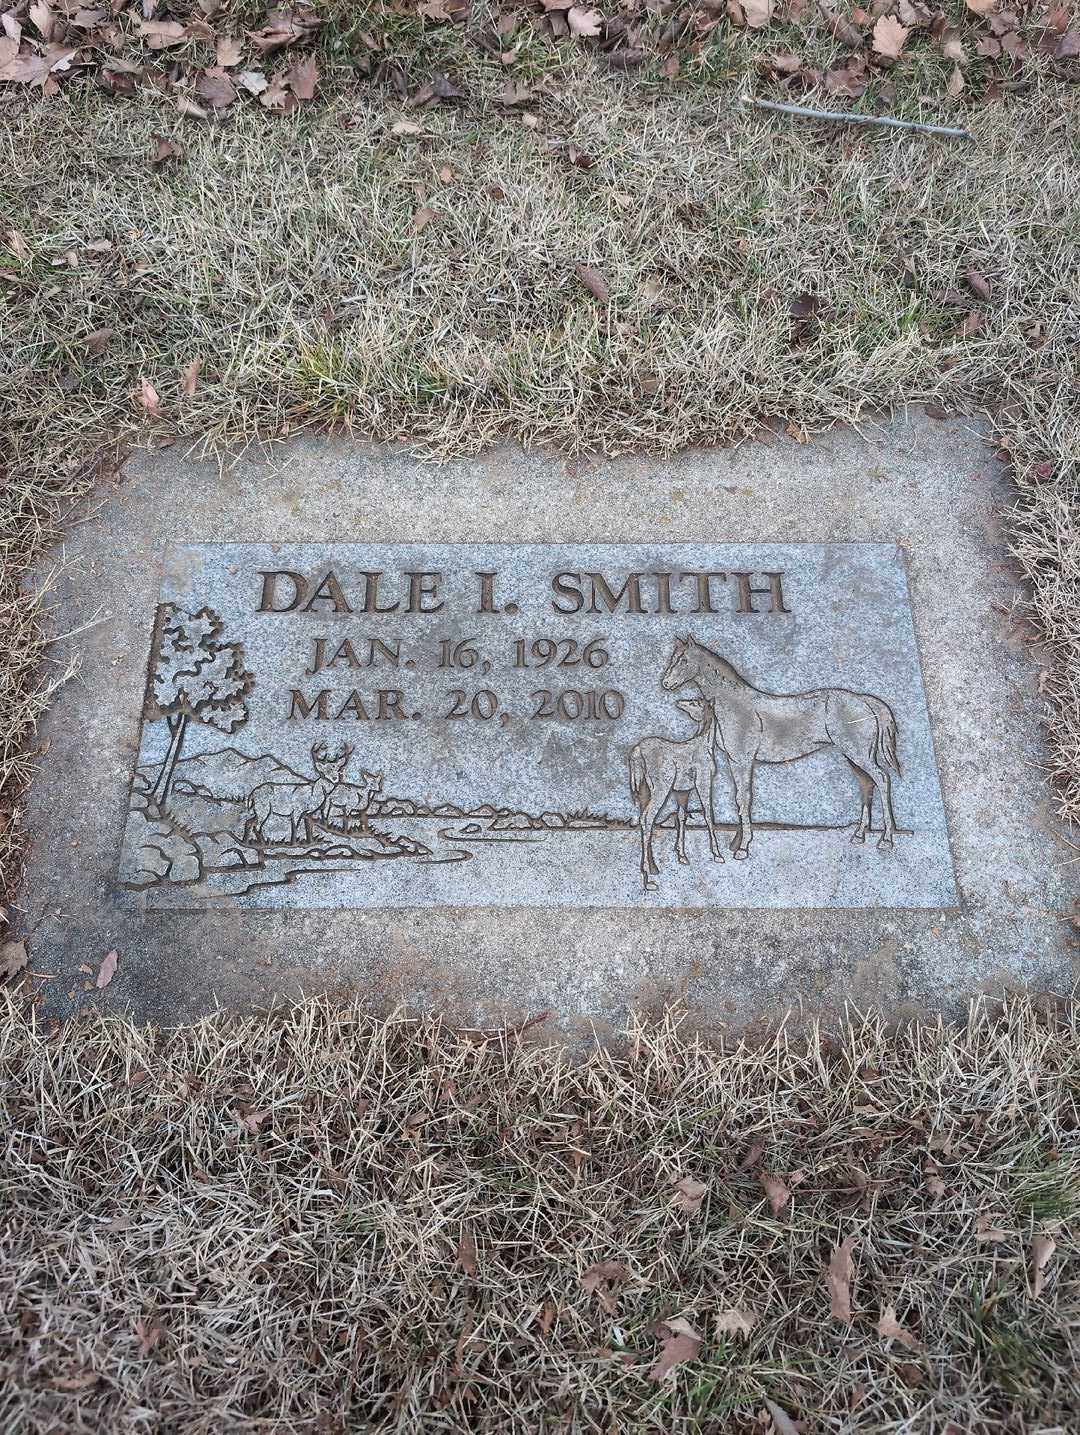 DALE I. SMITH
JAN. 16, 1926
MAR. 20, 2010